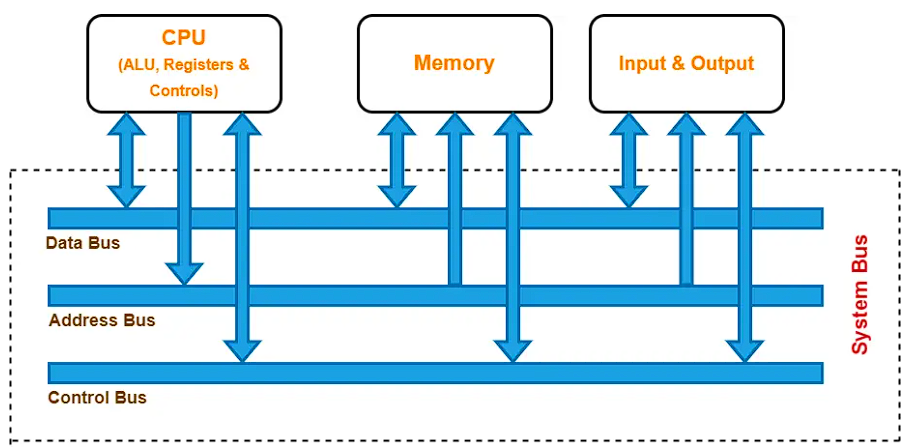 CPU
(ALU, Registers &
Controls)
Memory
Input & Output
Data Bus
Address Bus
Control Bus
System Bus